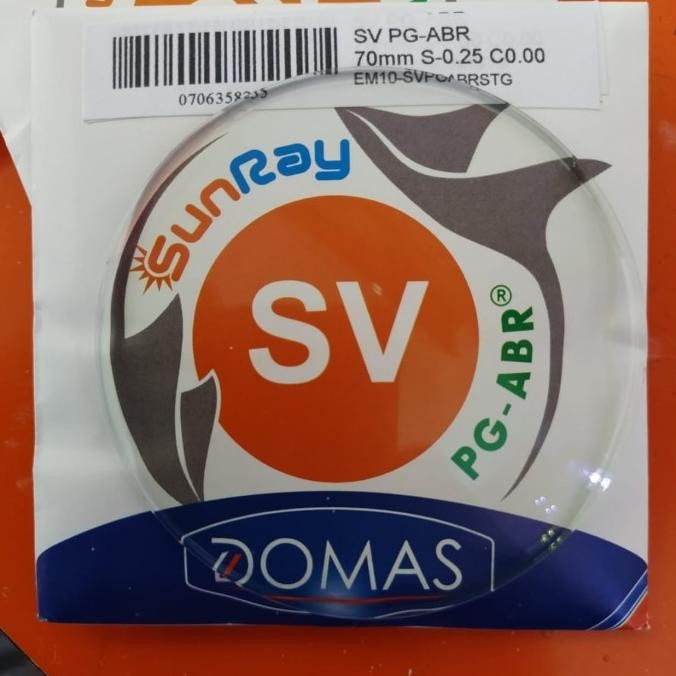 SV PG-ABR
70mm S-0.25 C0.00
EM10-SVPGABRSTG
SunRay
SV
PG-ABR®
DOMAS